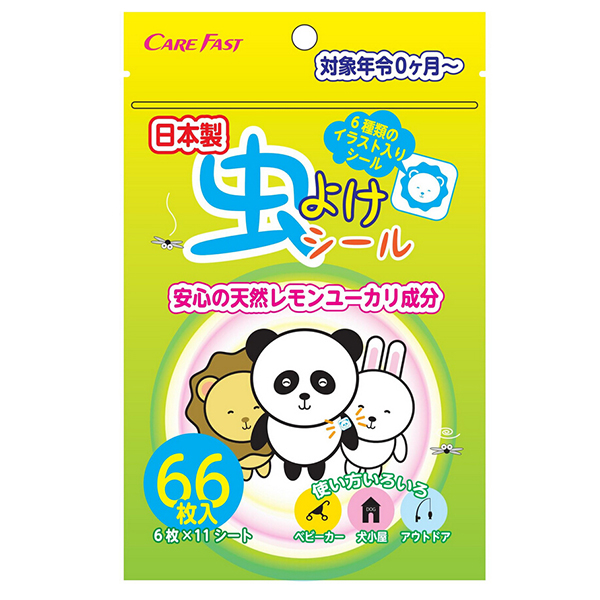 CARE FAST
対象年令0ヶ月～
日本製
6種類の
イラスト入り
シール
虫よけ
シール
安心の天然レモンユーカリ成分
66
枚入
6枚×11シート
使い方いろいろ
DOG
ベビーカー
犬小屋
アウトドア